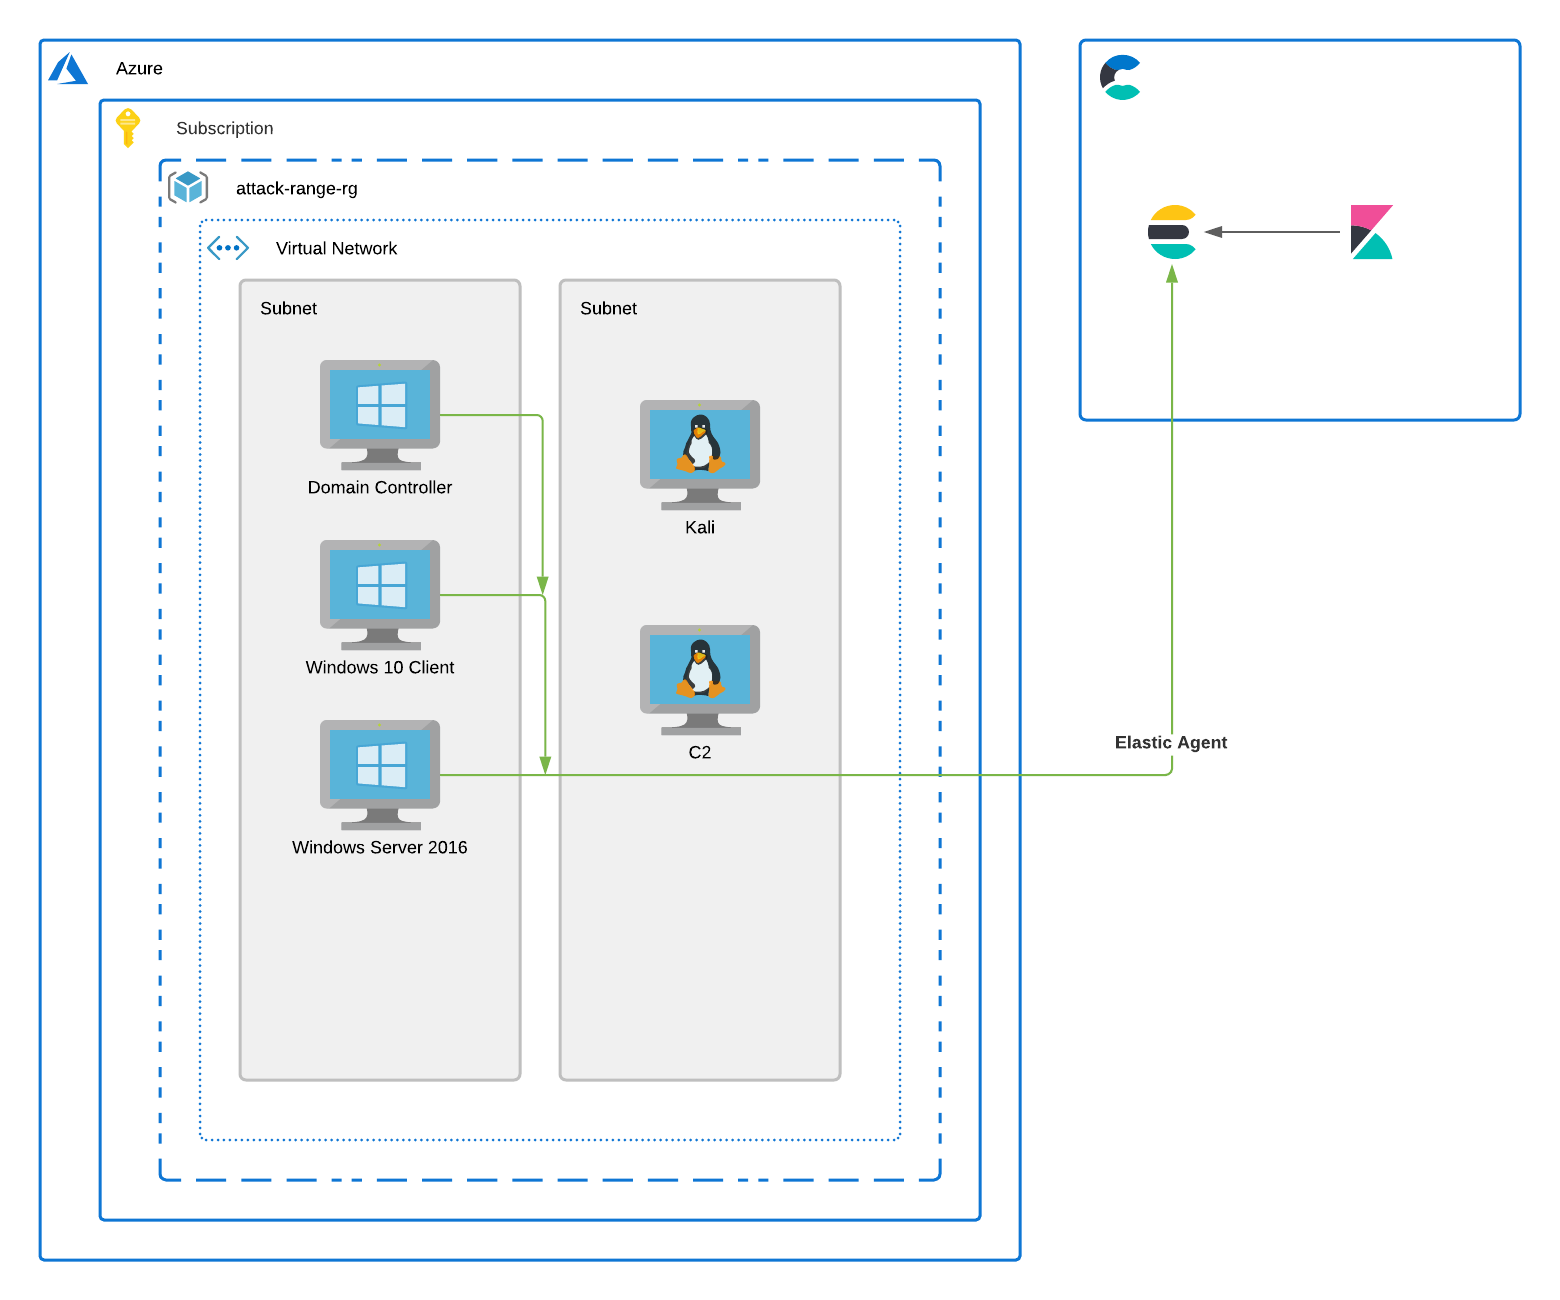 Azure
Subscription
attack-range-rg
Virtual Network
Subnet
Domain Controller
Windows 10 Client
Windows Server 2016
Subnet
Kali
C2
Elastic Agent